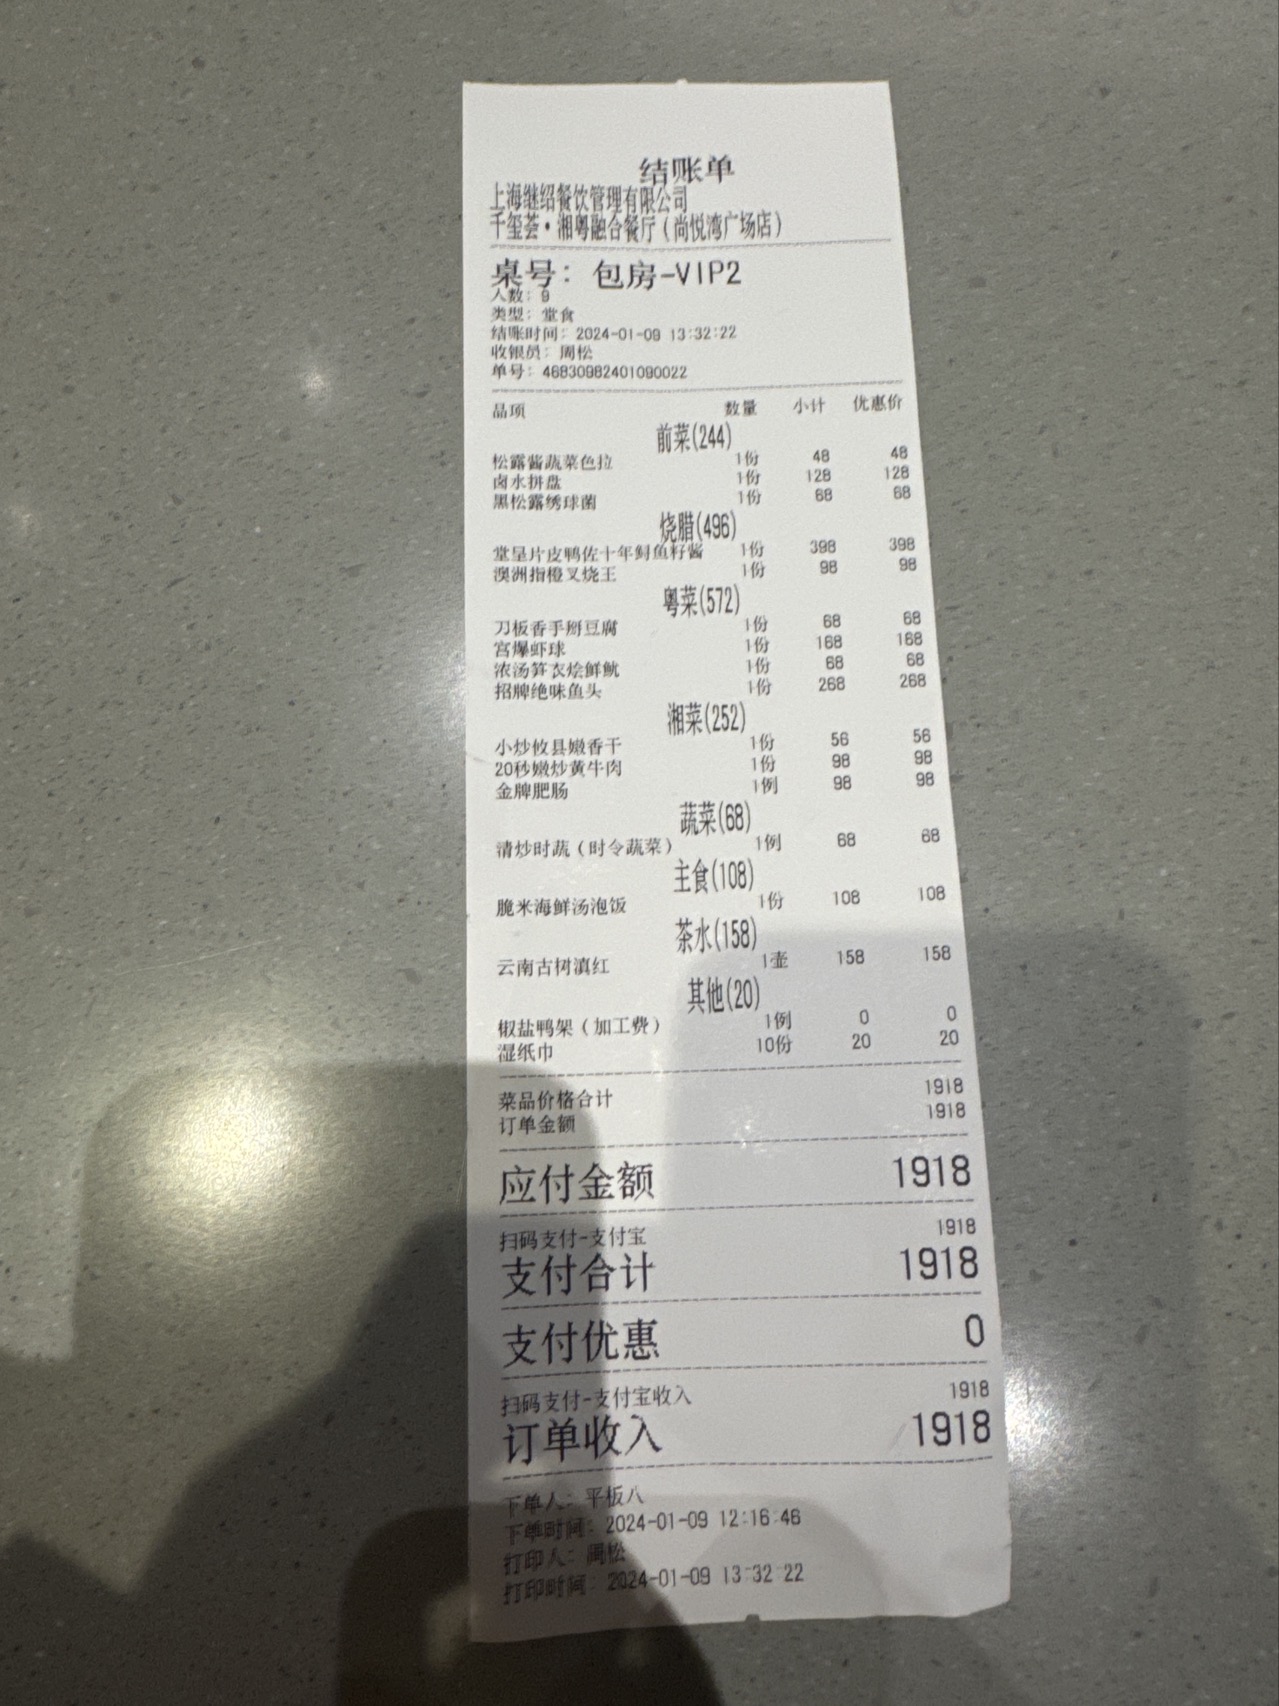 结账单
上海继绍餐饮管理有限公司
千玺荟·湘粤融合餐厅(尚悦湾广场店)
桌号: 包房-VIP2
人数: 9
类型: 堂食
结账时间: 2024-01-09 13:32:22
收银员: 周松
单号: 46830982401090022
品项 数量 小计 优惠价
前菜(244)
松露酱蔬菜色拉 1份 48 48
卤水拼盘 1份 128 128
黑松露绣球菌 1份 68 68
烧腊(496)
堂呈片皮鸭佐十年鲟鱼籽酱 1份 398 398
澳洲指橙叉烧王 1份 98 98
粤菜(572)
刀板香手掰豆腐 1份 68 68
宫爆虾球 1份 168 168
浓汤笋衣烩鲜鱿 1份 68 68
招牌绝味鱼头 1份 268 268
湘菜(252)
小炒攸县嫩香干 1份 56 56
20秒嫩炒黄牛肉 1份 98 98
金牌肥肠 1例 98 98
蔬菜(68)
清炒时蔬(时令蔬菜) 1例 68 68
主食(108)
脆米海鲜汤泡饭 1份 108 108
茶水(158)
云南古树滇红 1壶 158 158
其他(20)
椒盐鸭架(加工费) 1例 0 0
湿纸巾 10份 20 20
菜品价格合计 1918
订单金额 1918
应付金额 1918
扫码支付-支付宝 1918
支付合计 1918
支付优惠 0
扫码支付-支付宝收入 1918
订单收入 1918
下单人: 平板八
下单时间: 2024-01-09 12:16:46
打印人: 周松
打印时间: 2024-01-09 13:32:22